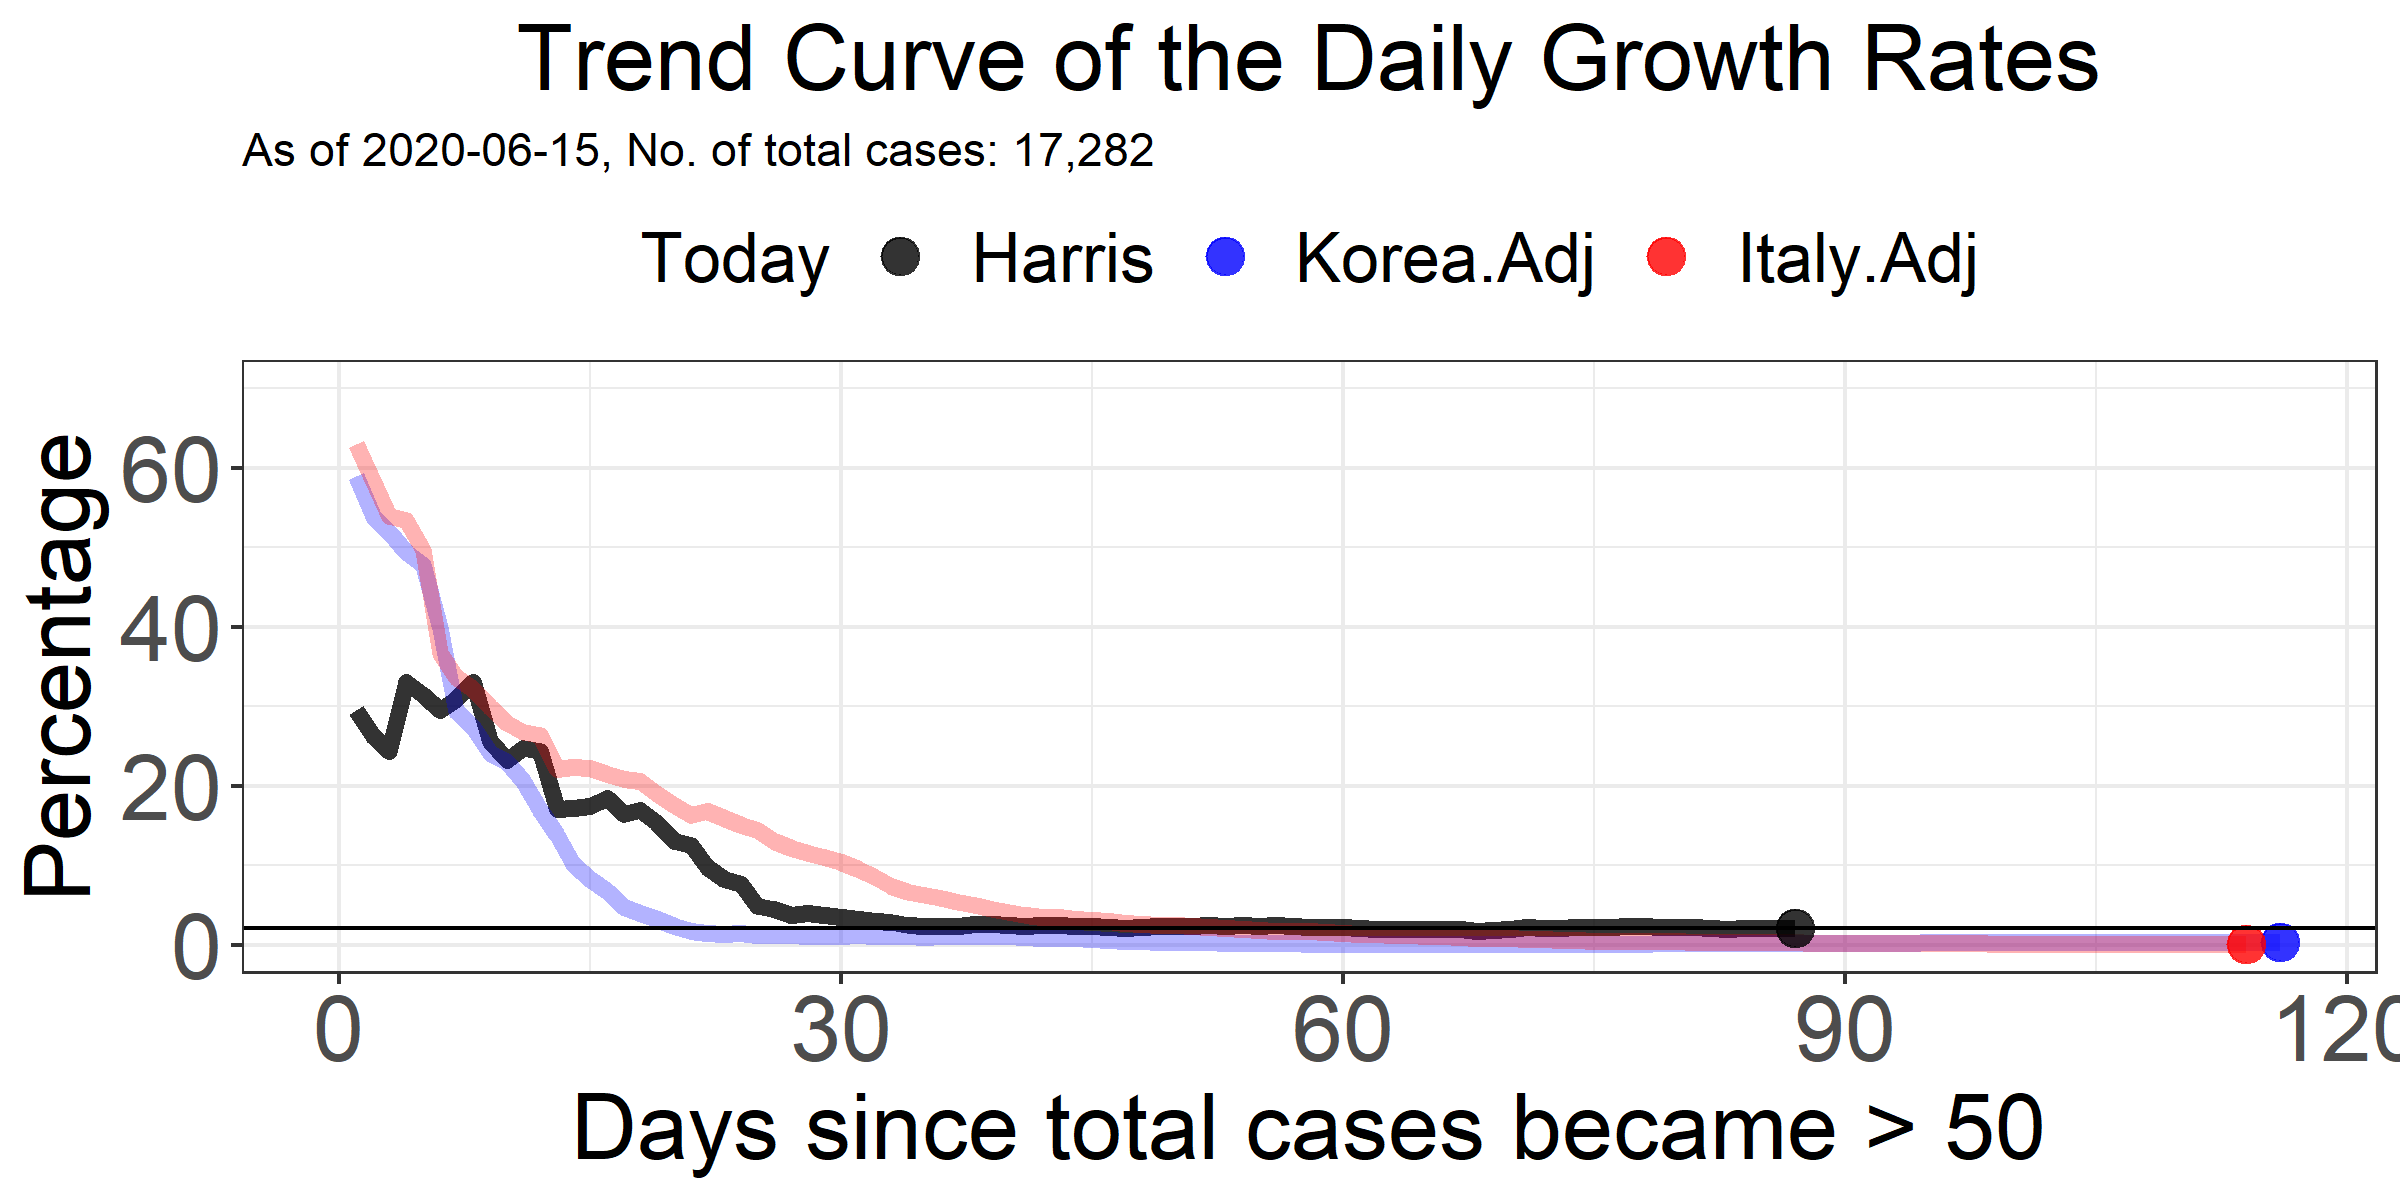 Trend Curve of the Daily Growth Rates
As of 2020-06-15, No. of total cases: 17,282
Today Harris Korea.Adj Italy.Adj
Percentage
60
40
20
0
0 30 60 90 120
Days since total cases became > 50